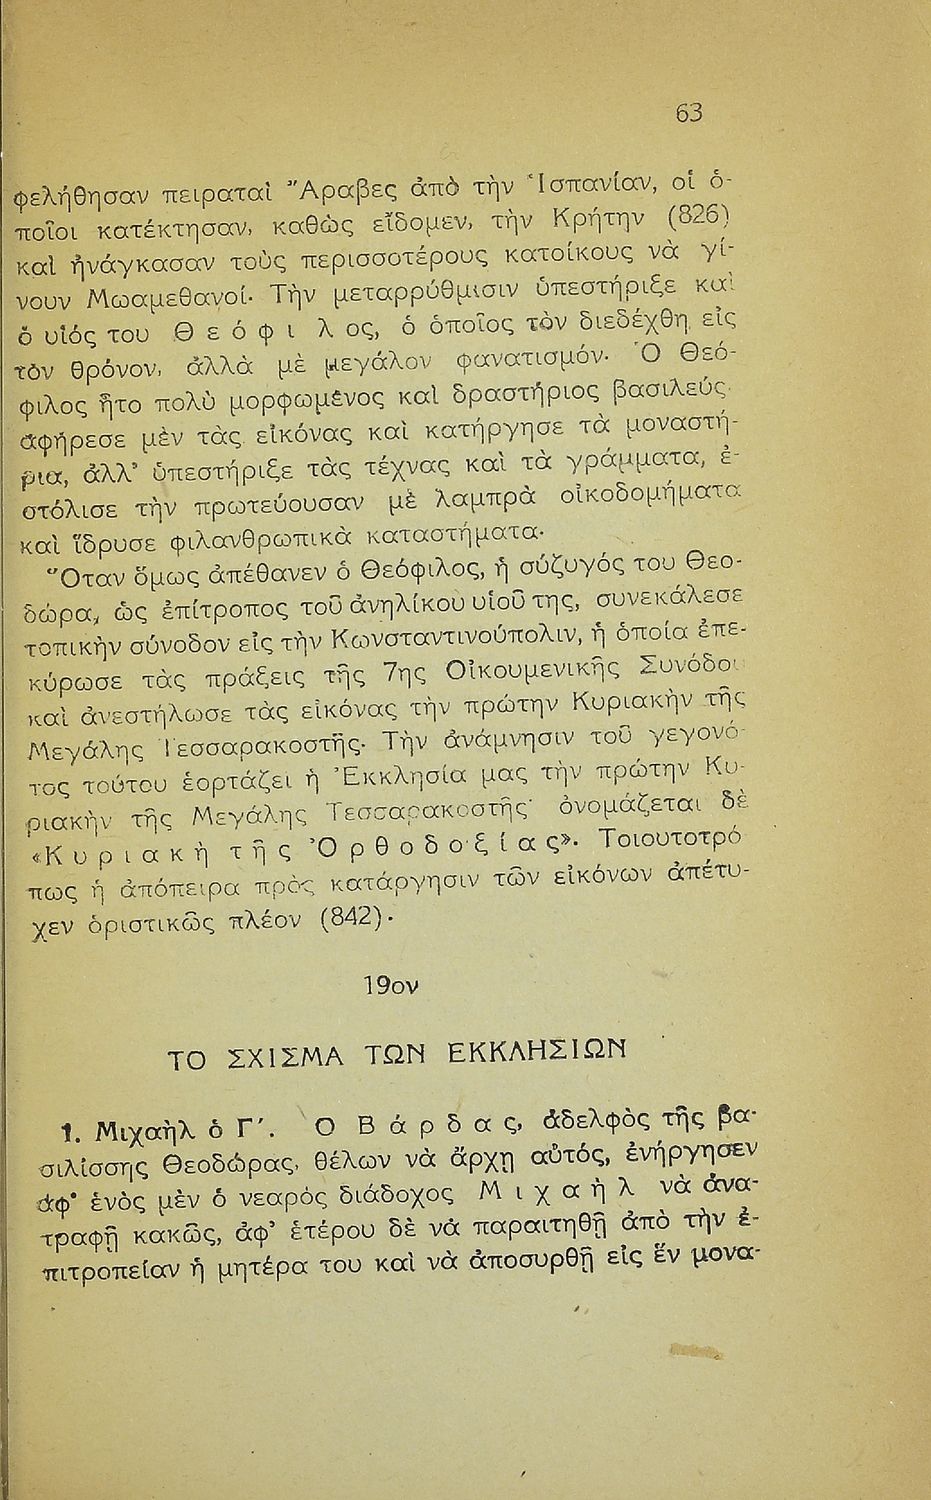 63
φελήθησαν πειραταὶ Ἄραβες ἀπὸ τὴν Ἱσπανίαν, οἱ ὁ-
ποῖοι κατέκτησαν, καθὼς εἴδομεν, τὴν Κρήτην (826)
καὶ ἠνάγκασαν τοὺς περισσοτέρους κατοίκους νὰ γί-
νουν Μωαμεθανοί. Τὴν μεταρρύθμισιν ὑπεστήριξε καὶ
ὁ υἱός του Θ ε ό φ ι λ ος, ὁ ὁποῖος τὸν διεδέχθη εἰς
τὸν θρόνον, ἀλλὰ μὲ μεγάλον φανατισμόν. Ὁ Θεό-
φιλος ἦτο πολὺ μορφωμένος καὶ δραστήριος βασιλεύς.
ἀφήρεσε μὲν τὰς εἰκόνας καὶ κατήργησε τὰ μοναστή-
ρια, ἀλλ' ὑπεστήριξε τὰς τέχνας καὶ τὰ γράμματα, ἐ-
στόλισε τὴν πρωτεύουσαν μὲ λαμπρὰ οἰκοδομήματα
καὶ ἵδρυσε φιλανθρωπικὰ καταστήματα.
Ὅταν ὅμως ἀπέθανεν ὁ Θεόφιλος, ἡ σύζυγός του Θεο-
δώρα, ὡς ἐπίτροπος τοῦ ἀνηλίκου υἱοῦ της, συνεκάλεσε
τοπικὴν σύνοδον εἰς τὴν Κωνσταντινούπολιν, ἡ ὁποία ἐπε-
κύρωσε τὰς πράξεις τῆς 7ης Οἰκουμενικῆς Συνόδου
καὶ ἀνεστήλωσε τὰς εἰκόνας τὴν πρώτην Κυριακὴν τῆς
Μεγάλης Τεσσαρακοστῆς. Τὴν ἀνάμνησιν τοῦ γεγονό-
τος τούτου ἑορτάζει ἡ Ἐκκλησία μας τὴν πρώτην Κυ-
ριακὴν τῆς Μεγάλης Τεσσαρακοστῆς· ὀνομάζεται δὲ
«Κ υ ρ ι α κ ὴ τ ῆ ς Ὀ ρ θ ο δ ο ξ ί α ς». Τοιουτοτρό
πως ἡ ἀπόπειρα πρὸς κατάργησιν τῶν εἰκόνων ἀπέτυ-
χεν ὁριστικῶς πλέον (842).
19ον
ΤΟ ΣΧΙΣΜΑ ΤΩΝ ΕΚΚΛΗΣΙΩΝ
1. Μιχαὴλ ὁ Γ΄. Ὁ Β ά ρ δ α ς, ἀδελφὸς τῆς βα-
σιλίσσης Θεοδώρας, θέλων νὰ ἄρχῃ αὐτός, ἐνήργησεν
ἀφ' ἑνὸς μὲν ὁ νεαρὸς διάδοχος Μ ι χ α ὴ λ νὰ ἀνα-
τραφῇ κακῶς, ἀφ' ἑτέρου δὲ νὰ παραιτηθῇ ἀπὸ τὴν ἐ-
πιτροπείαν ἡ μητέρα του καὶ νὰ ἀποσυρθῇ εἰς ἓν μονα-